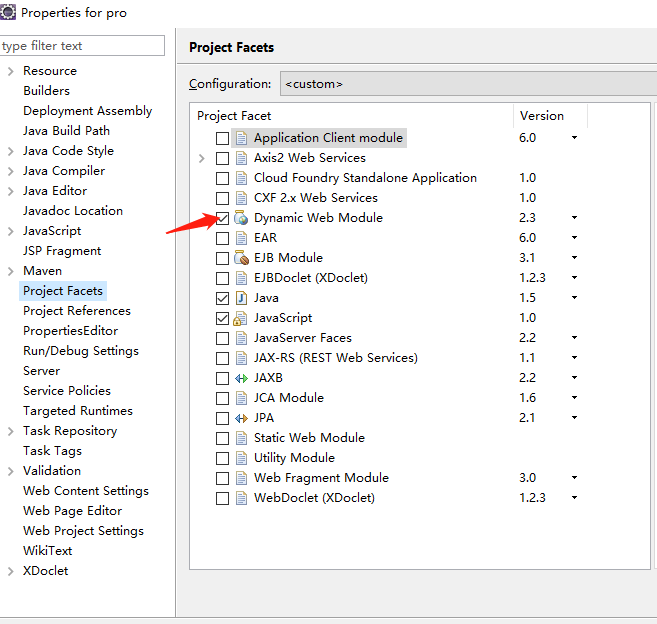 Properties for pro
type filter text
Resource
Builders
Deployment Assembly
Java Build Path
Java Code Style
Java Compiler
Java Editor
Javadoc Location
JavaScript
JSP Fragment
Maven
Project Facets
Project References
PropertiesEditor
Run/Debug Settings
Server
Service Policies
Targeted Runtimes
Task Repository
Task Tags
Validation
Web Content Settings
Web Page Editor
Web Project Settings
WikiText
XDoclet
Project Facets
Configuration: <custom>
Project Facet Version
Application Client module 6.0
Axis2 Web Services
Cloud Foundry Standalone Application 1.0
CXF 2.x Web Services 1.0
Dynamic Web Module 2.3
EAR 6.0
EJB Module 3.1
EJBDoclet (XDoclet) 1.2.3
Java 1.5
JavaScript 1.0
JavaServer Faces 2.2
JAX-RS (REST Web Services) 1.1
JAXB 2.2
JCA Module 1.6
JPA 2.1
Static Web Module
Utility Module
Web Fragment Module 3.0
WebDoclet (XDoclet) 1.2.3